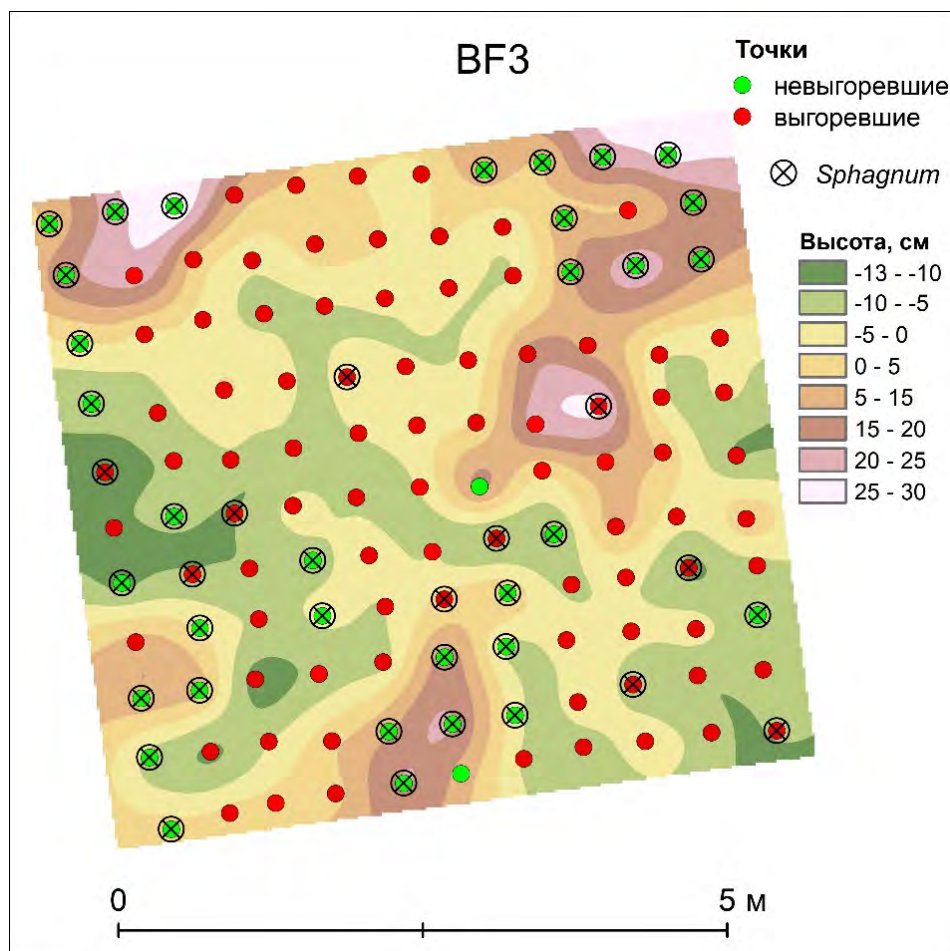 BF3
Точки
невыгоревшие
выгоревшие
Sphagnum
Высота, см
-13 - -10
-10 - -5
-5 - 0
0 - 5
5 - 15
15 - 20
20 - 25
25 - 30
0 5 м